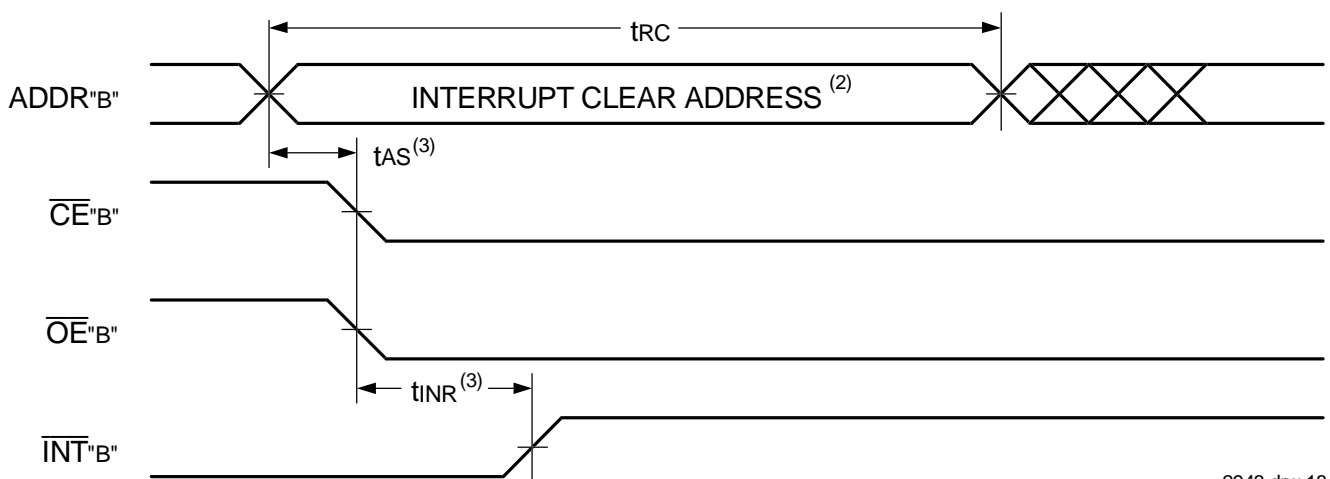 tRC
ADDR"B"
INTERRUPT CLEAR ADDRESS (2)
tAS(3)
CE"B"
OE"B"
tINR(3)
INT"B"